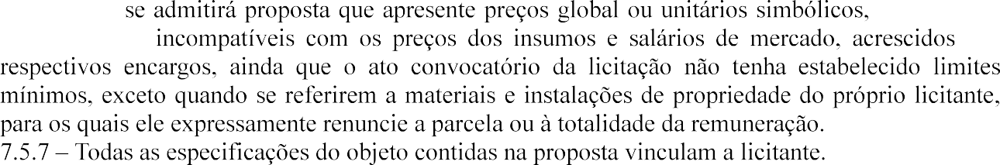 se admitirá proposta que apresente preços global ou unitários simbólicos,
incompatíveis com os preços dos insumos e salários de mercado, acrescidos
respectivos encargos, ainda que o ato convocatório da licitação não tenha estabelecido limites
mínimos, exceto quando se referirem a materiais e instalações de propriedade do próprio licitante,
para os quais ele expressamente renuncie a parcela ou à totalidade da remuneração.
7.5.7 – Todas as especificações do objeto contidas na proposta vinculam a licitante.